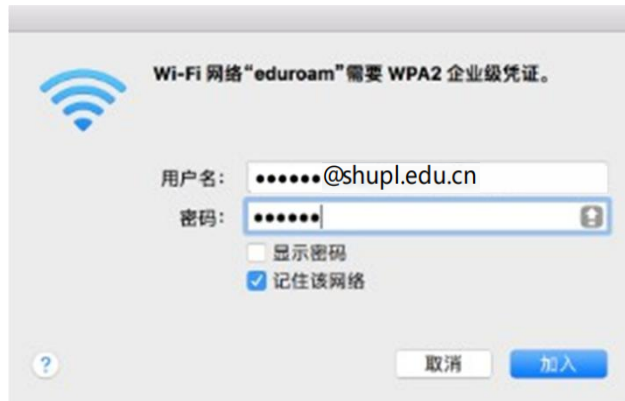 Wi-Fi 网络“eduroam”需要 WPA2 企业级凭证。
用户名: ••••••@shupl.edu.cn
密码: ••••••
显示密码
记住该网络
? 取消 加入